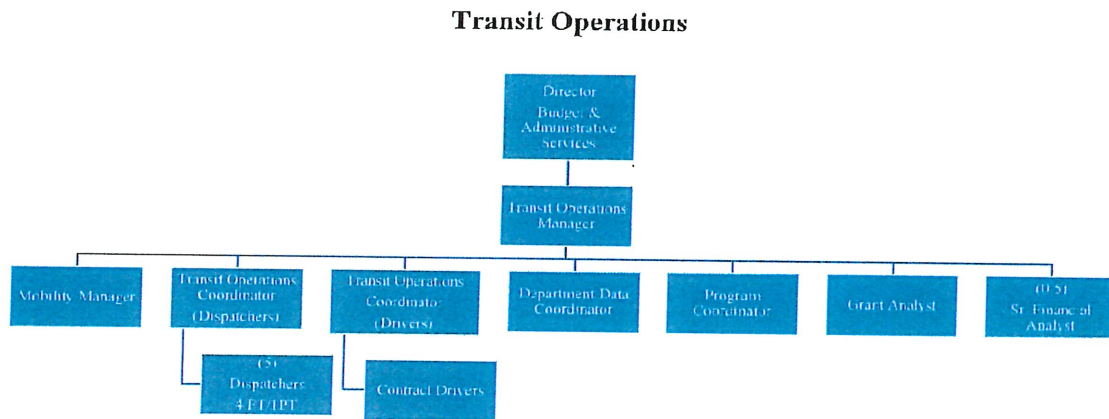 Transit Operations
Director
Budget &
Administrative
Services
Transit Operations
Manager
Mobility Manager
Transit Operations
Coordinator
(Dispatchers)
Transit Operations
Coordinator
(Drivers)
Department Data
Coordinator
Program
Coordinator
Grant Analyst
(0.5)
Sr. Financial
Analyst
(5)
Dispatchers
4 FT/1PT
Contract Drivers